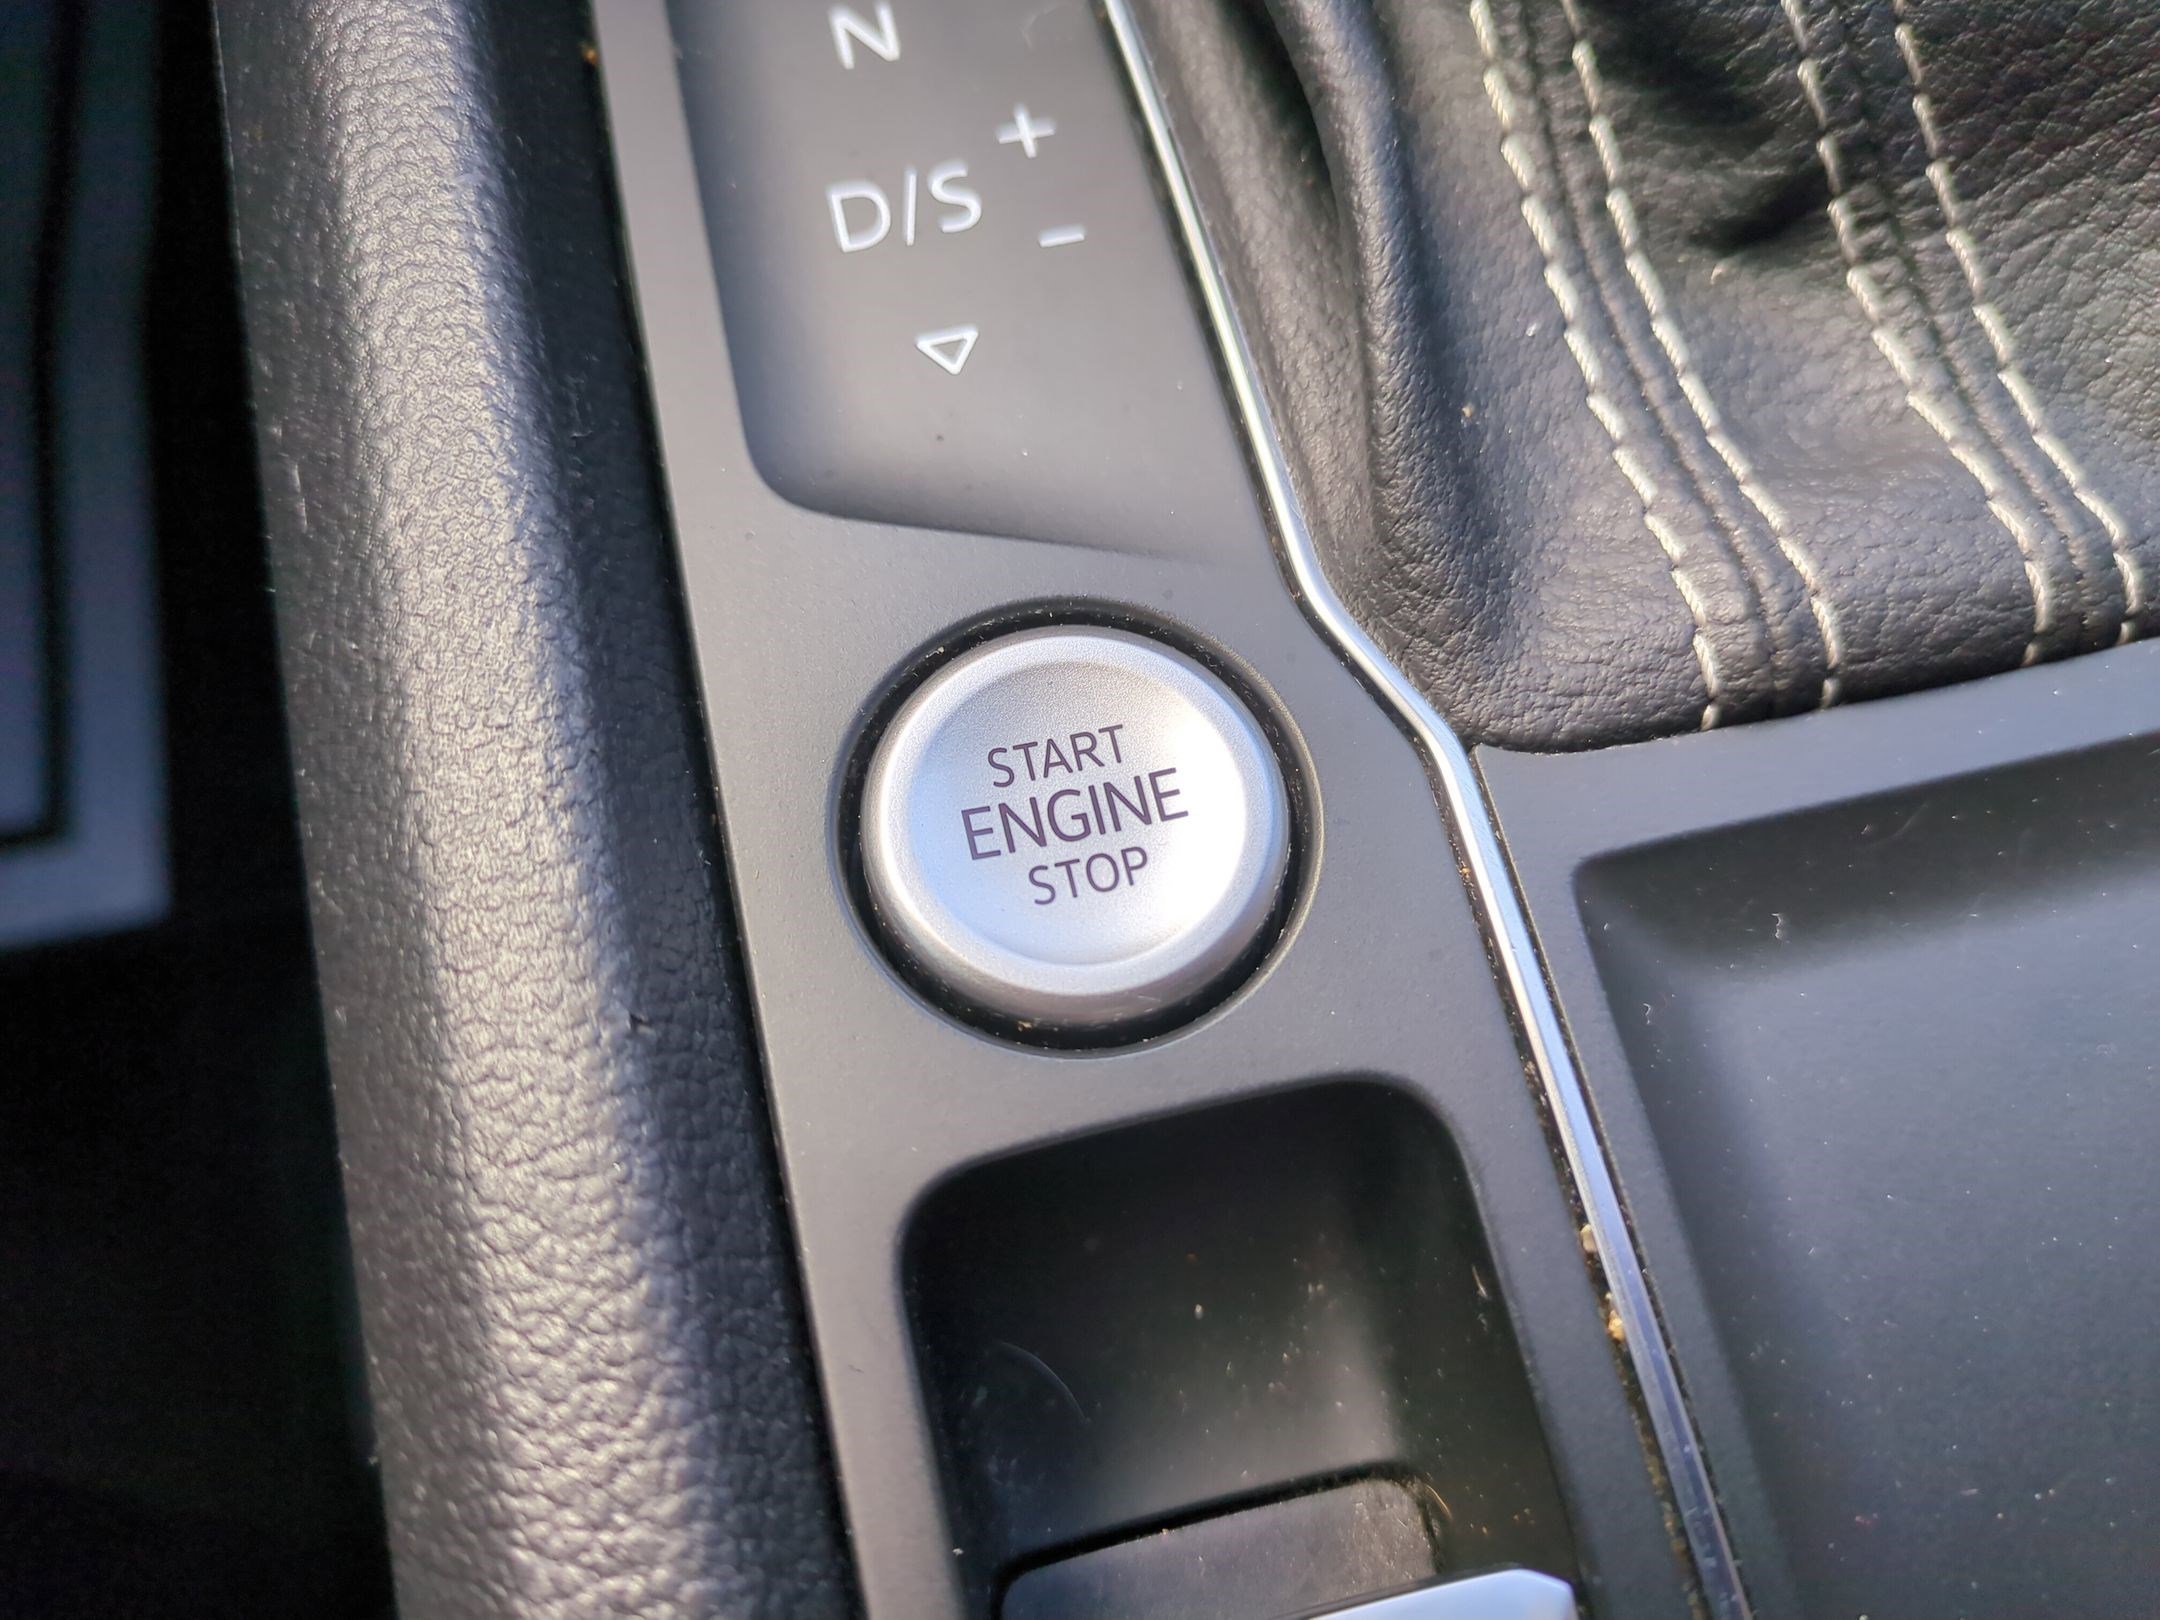 N
+
D/S
-
START
ENGINE
STOP